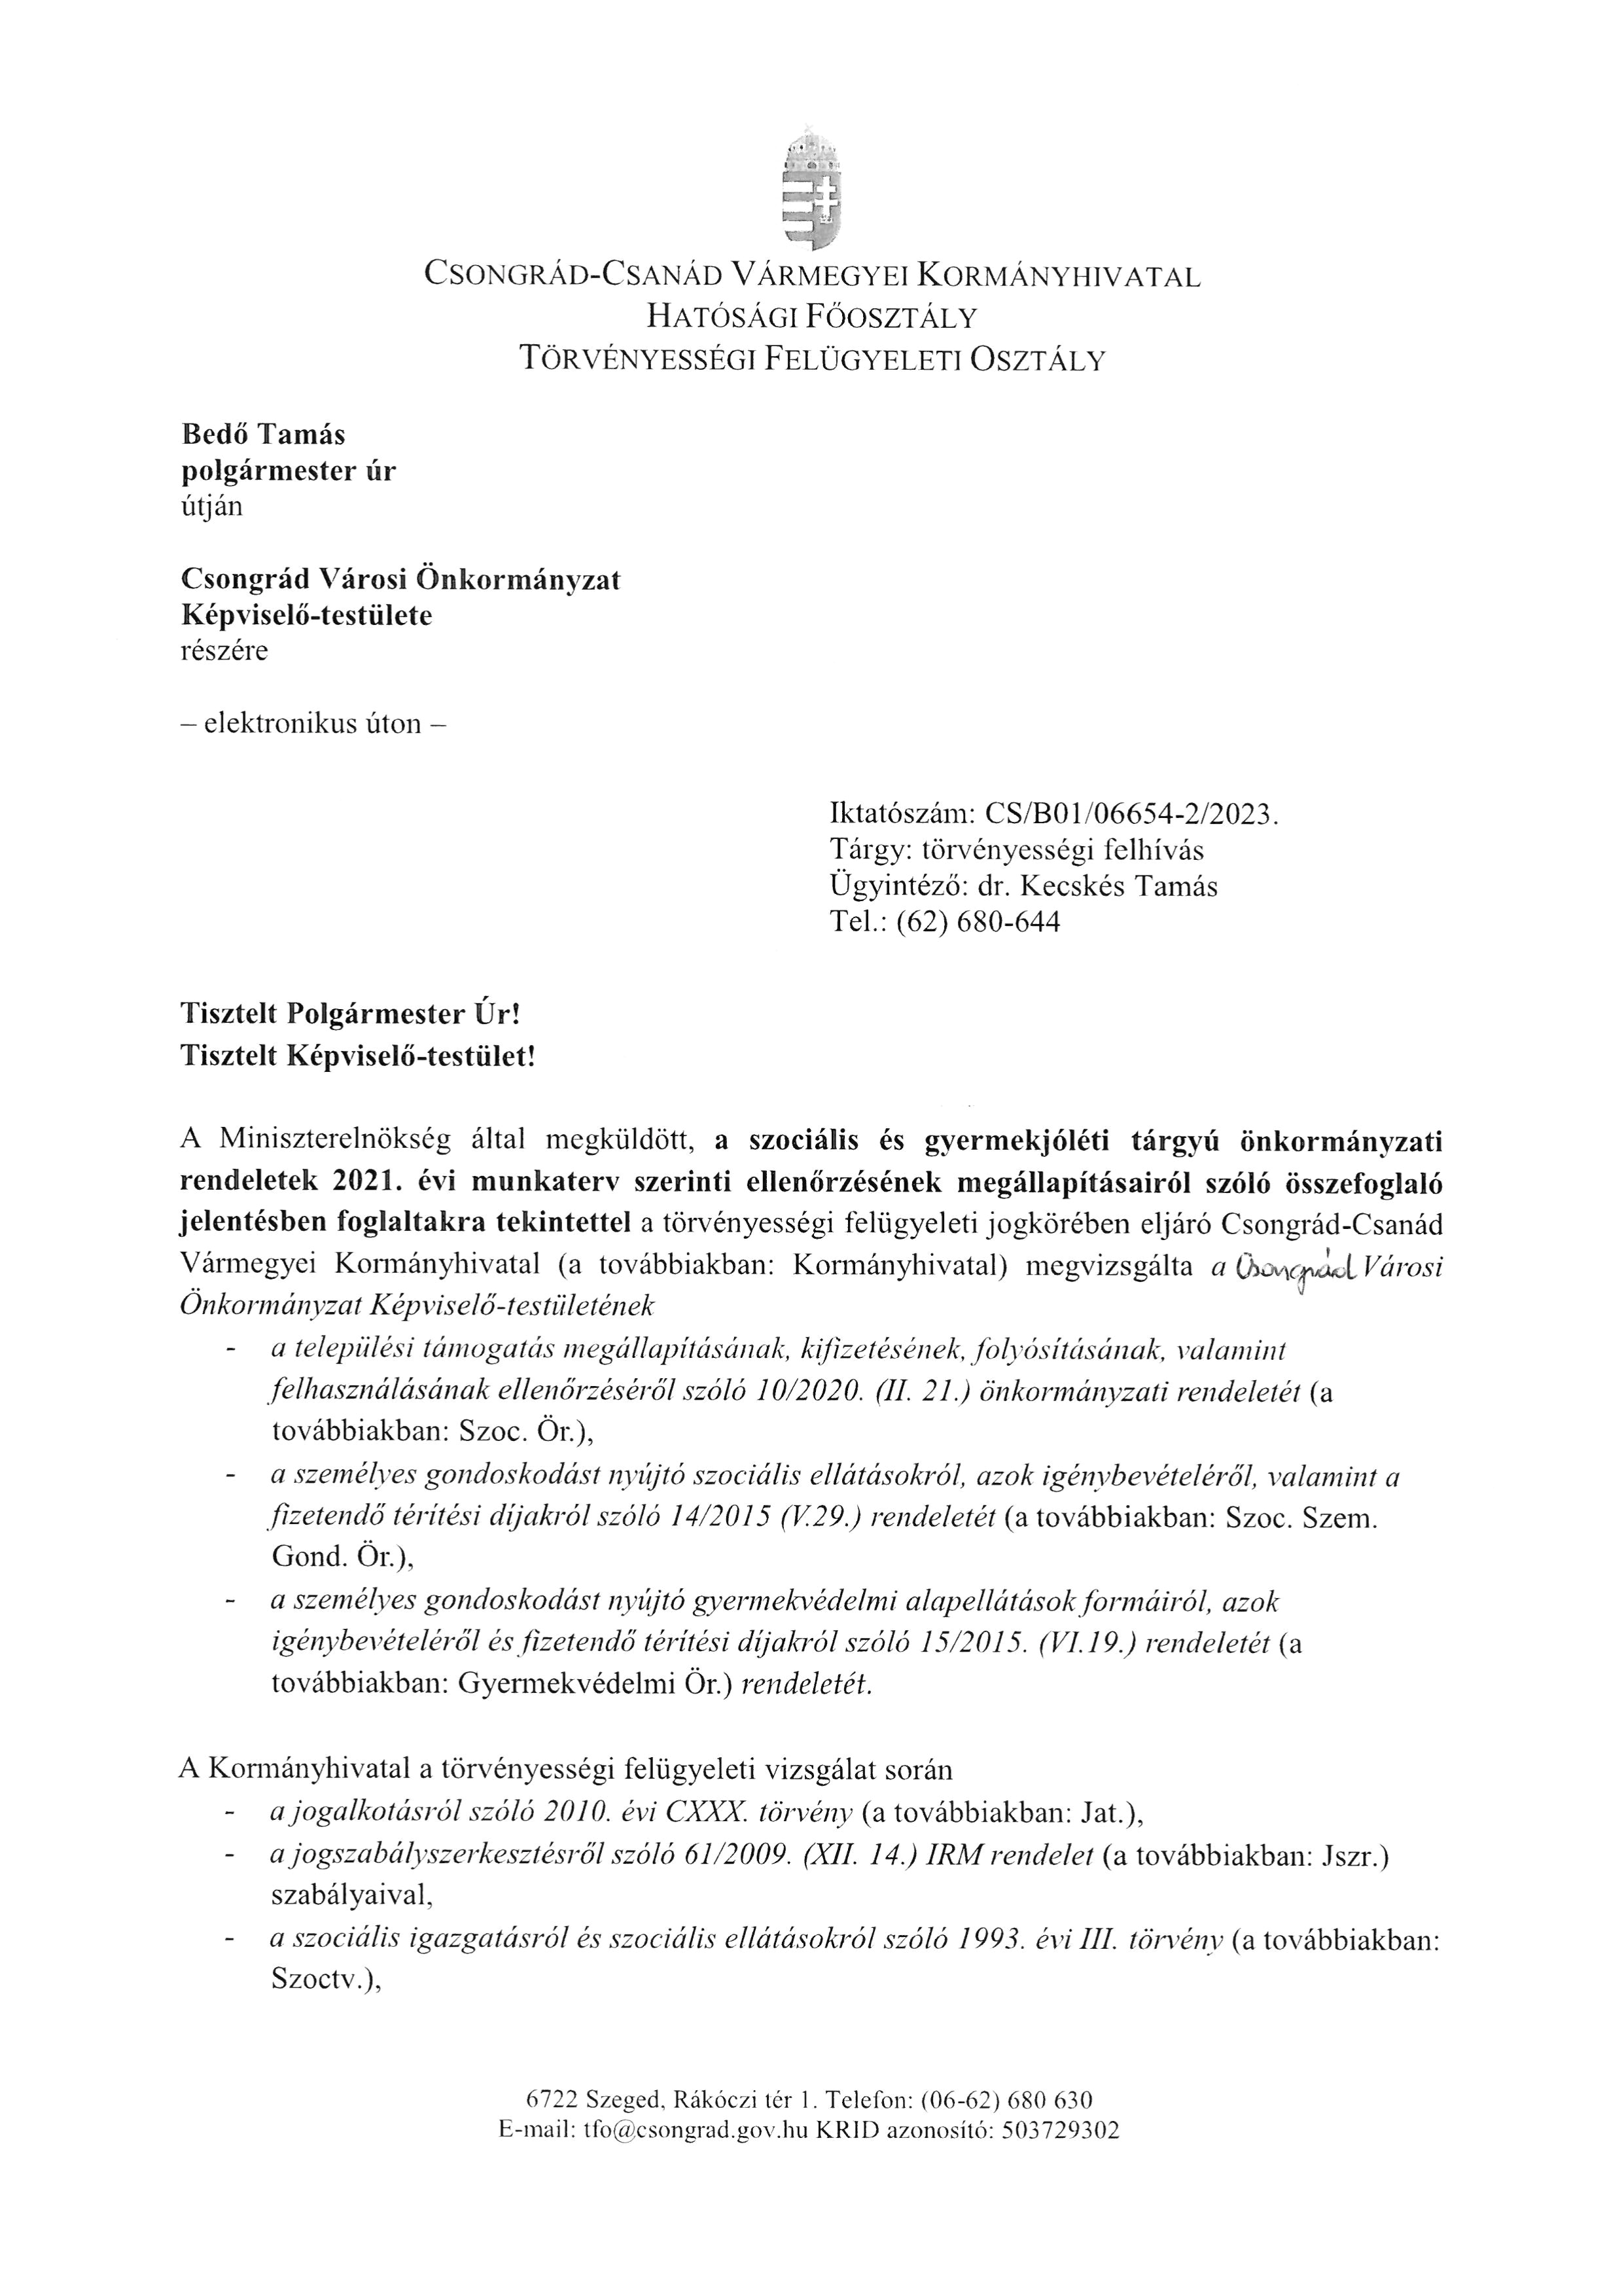 CSONGRÁD-CSANÁD VÁRMEGYEI KORMÁNYHIVATAL
HATÓSÁGI FŐOSZTÁLY
TÖRVÉNYESSÉGI FELÜGYELETI OSZTÁLY
Bedő Tamás
polgármester úr
útján
Csongrád Városi Önkormányzat
Képviselő-testülete
részére
– elektronikus úton –
Iktatószám: CS/B01/06654-2/2023.
Tárgy: törvényességi felhívás
Ügyintéző: dr. Kecskés Tamás
Tel.: (62) 680-644
Tisztelt Polgármester Úr!
Tisztelt Képviselő-testület!
A Miniszterelnökség által megküldött, a szociális és gyermekjóléti tárgyú önkormányzati
rendeletek 2021. évi munkaterv szerinti ellenőrzésének megállapításairól szóló összefoglaló
jelentésben foglaltakra tekintettel a törvényességi felügyeleti jogkörében eljáró Csongrád-Csanád
Vármegyei Kormányhivatal (a továbbiakban: Kormányhivatal) megvizsgálta a Csongrád Városi
Önkormányzat Képviselő-testületének
- a települési támogatás megállapításának, kifizetésének, folyósításának, valamint
felhasználásának ellenőrzéséről szóló 10/2020. (II. 21.) önkormányzati rendeletét (a
továbbiakban: Szoc. Ör.),
- a személyes gondoskodást nyújtó szociális ellátásokról, azok igénybevételéről, valamint a
fizetendő térítési díjakról szóló 14/2015 (V.29.) rendeletét (a továbbiakban: Szoc. Szem.
Gond. Ör.),
- a személyes gondoskodást nyújtó gyermekvédelmi alapellátások formáiról, azok
igénybevételéről és fizetendő térítési díjakról szóló 15/2015. (VI.19.) rendeletét (a
továbbiakban: Gyermekvédelmi Ör.) rendeletét.
A Kormányhivatal a törvényességi felügyeleti vizsgálat során
- a jogalkotásról szóló 2010. évi CXXX. törvény (a továbbiakban: Jat.),
- a jogszabályszerkesztésről szóló 61/2009. (XII. 14.) IRM rendelet (a továbbiakban: Jszr.)
szabályaival,
- a szociális igazgatásról és szociális ellátásokról szóló 1993. évi III. törvény (a továbbiakban:
Szoctv.),
6722 Szeged, Rákóczi tér 1. Telefon: (06-62) 680 630
E-mail: tfo@csongrad.gov.hu KRID azonosító: 503729302